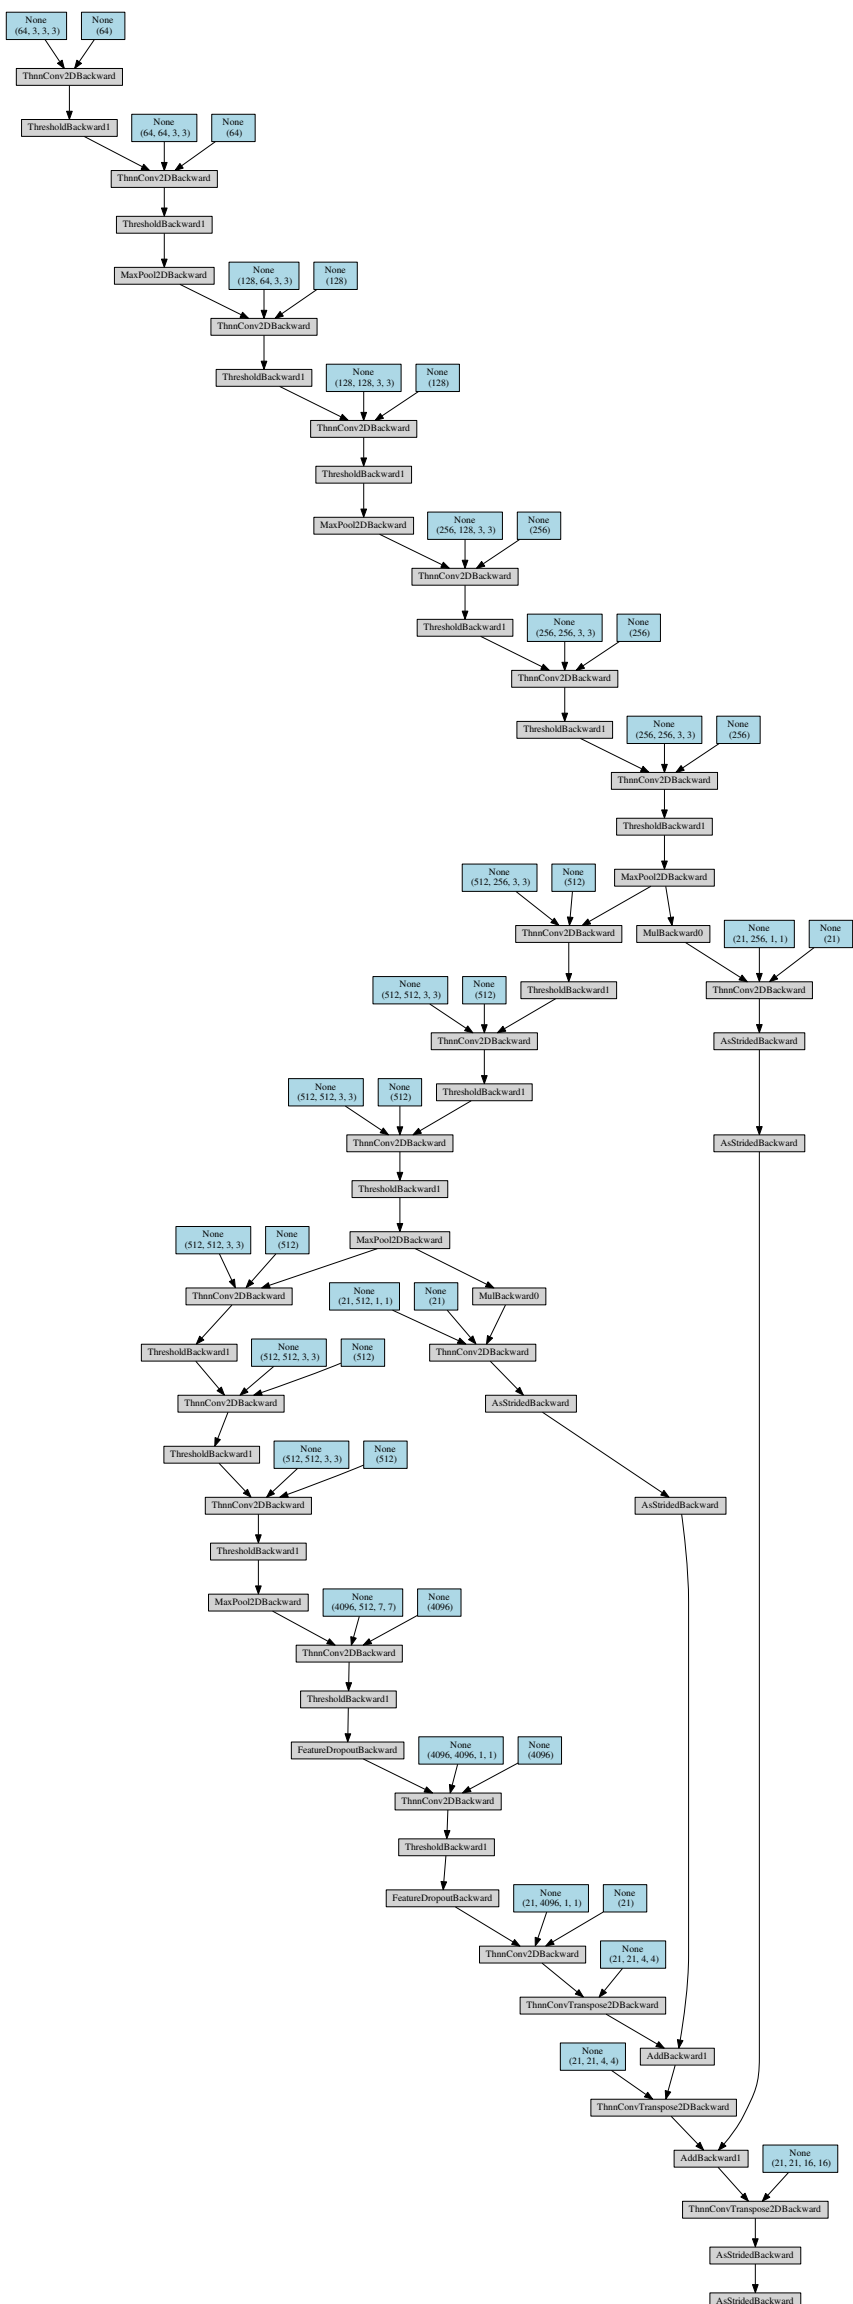 None
(64, 3, 3, 3)
None
(64)
ThnnConv2DBackward
ThresholdBackward1
None
(64, 64, 3, 3)
None
(64)
ThnnConv2DBackward
ThresholdBackward1
MaxPool2DBackward
None
(128, 64, 3, 3)
None
(128)
ThnnConv2DBackward
ThresholdBackward1
None
(128, 128, 3, 3)
None
(128)
ThnnConv2DBackward
ThresholdBackward1
MaxPool2DBackward
None
(256, 128, 3, 3)
None
(256)
ThnnConv2DBackward
ThresholdBackward1
None
(256, 256, 3, 3)
None
(256)
ThnnConv2DBackward
ThresholdBackward1
None
(256, 256, 3, 3)
None
(256)
ThnnConv2DBackward
ThresholdBackward1
None
(512, 256, 3, 3)
None
(512)
MaxPool2DBackward
ThnnConv2DBackward
MulBackward0
None
(21, 256, 1, 1)
None
(21)
None
(512, 512, 3, 3)
None
(512)
ThresholdBackward1
ThnnConv2DBackward
ThnnConv2DBackward
AsStridedBackward
None
(512, 512, 3, 3)
None
(512)
ThresholdBackward1
ThnnConv2DBackward
AsStridedBackward
ThresholdBackward1
None
(512, 512, 3, 3)
None
(512)
MaxPool2DBackward
ThnnConv2DBackward
None
(21, 512, 1, 1)
None
(21)
MulBackward0
ThresholdBackward1
None
(512, 512, 3, 3)
None
(512)
ThnnConv2DBackward
ThnnConv2DBackward
AsStridedBackward
ThresholdBackward1
None
(512, 512, 3, 3)
None
(512)
ThnnConv2DBackward
AsStridedBackward
ThresholdBackward1
MaxPool2DBackward
None
(4096, 512, 7, 7)
None
(4096)
ThnnConv2DBackward
ThresholdBackward1
FeatureDropoutBackward
None
(4096, 4096, 1, 1)
None
(4096)
ThnnConv2DBackward
ThresholdBackward1
FeatureDropoutBackward
None
(21, 4096, 1, 1)
None
(21)
ThnnConv2DBackward
None
(21, 21, 4, 4)
ThnnConvTranspose2DBackward
None
(21, 21, 4, 4)
AddBackward1
ThnnConvTranspose2DBackward
AddBackward1
None
(21, 21, 16, 16)
ThnnConvTranspose2DBackward
AsStridedBackward
AsStridedBackward